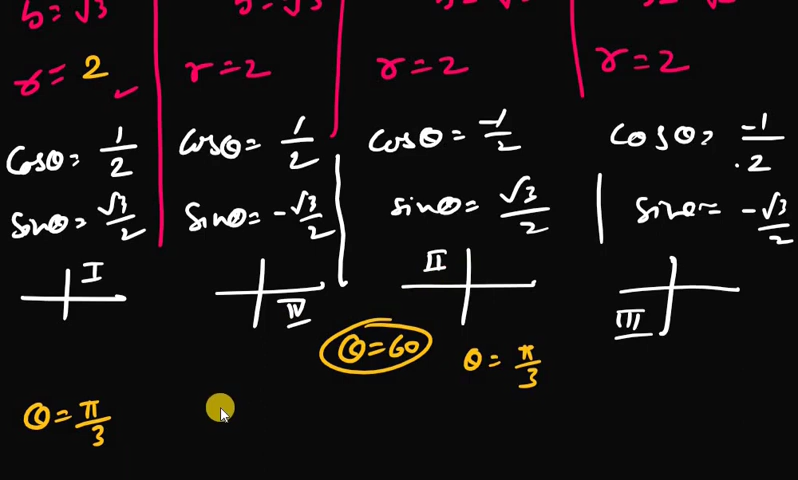 b=√3
r=2
cosθ=1/2
sinθ=√3/2
I
θ=π/3
r=2
cosθ=1/2
sinθ=-√3/2
IV
r=2
cosθ=-1/2
sinθ=√3/2
II
θ=60
θ=π/3
r=2
cosθ=-1/2
sinθ=-√3/2
III